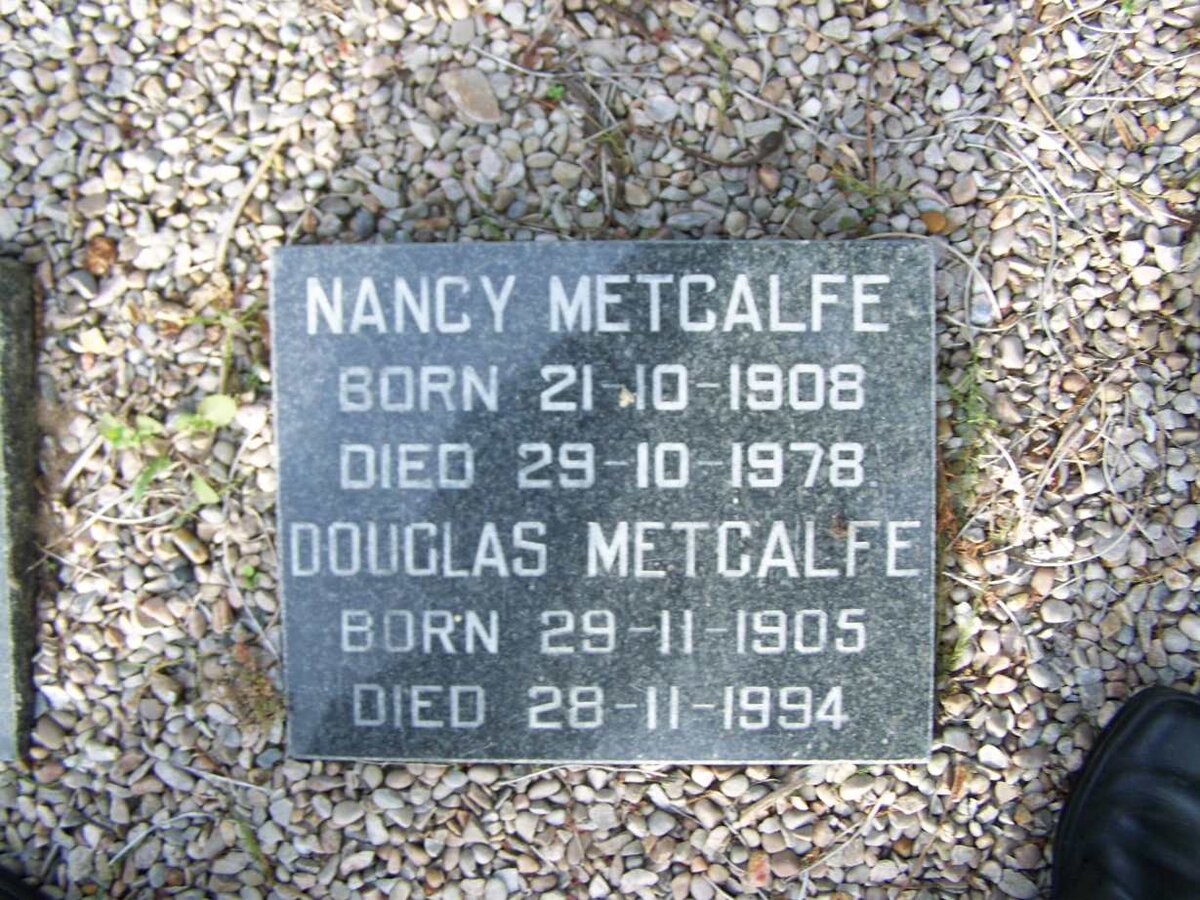 NANCY METCALFE
BORN 21-10-1908
DIED 29-10-1978.
DOUGLAS METCALFE
BORN 29-11-1905
DIED 28-11-1994